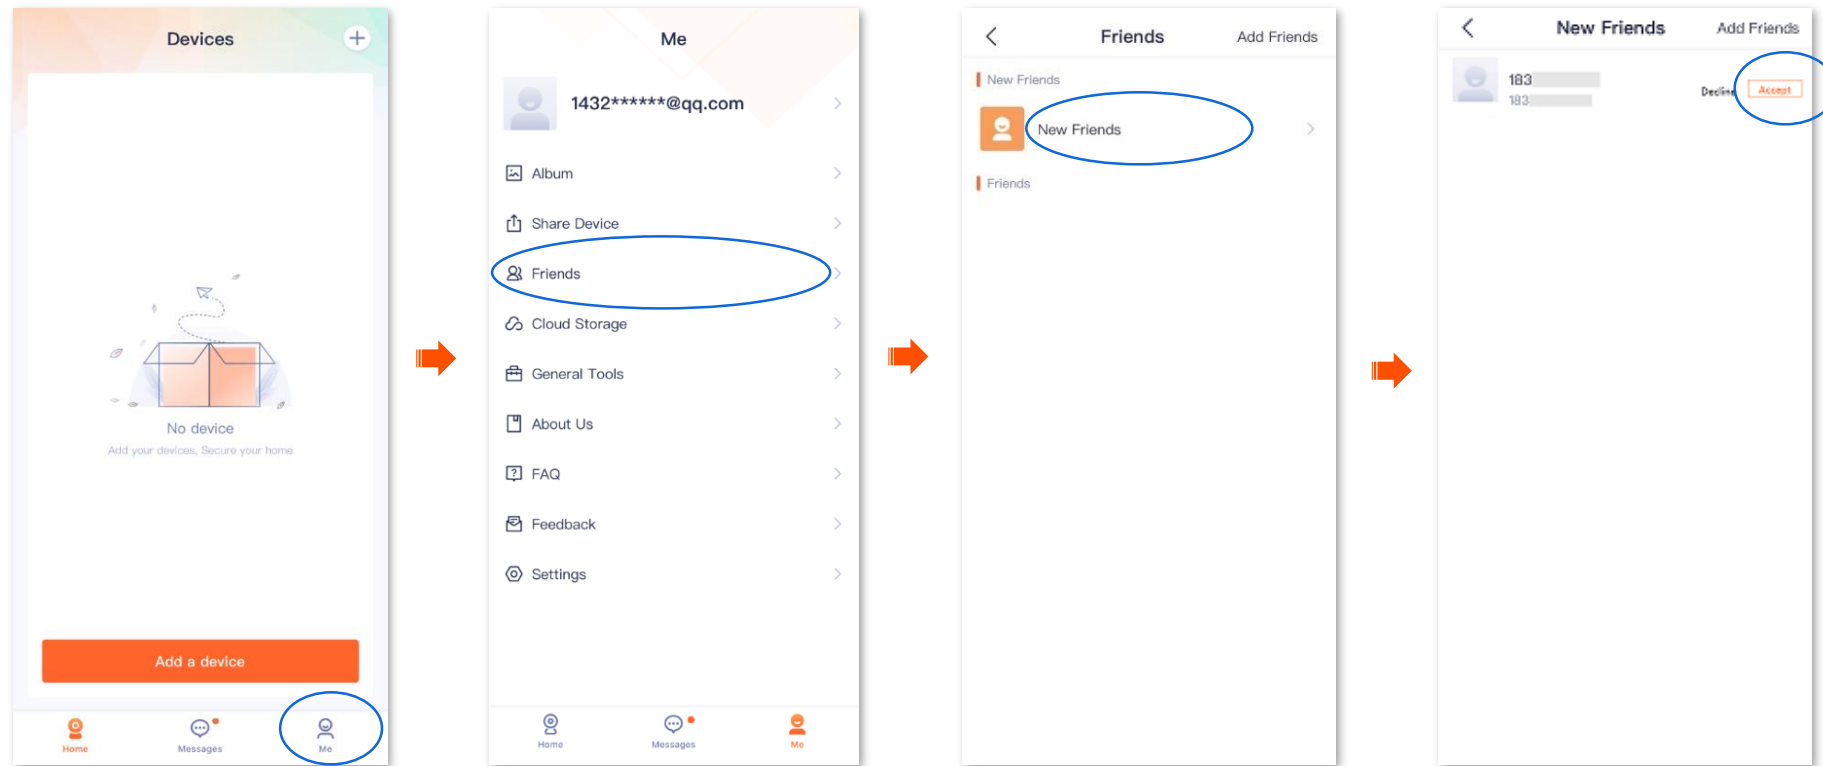 Devices
No device
Add your devices, Secure your home
Add a device
Home
Messages
Me
Me
1432******@qq.com
Album
Share Device
Friends
Cloud Storage
General Tools
About Us
FAQ
Feedback
Settings
Home
Messages
Me
Friends
Add Friends
New Friends
New Friends
Friends
New Friends
Add Friends
183
183
Decline
Accept